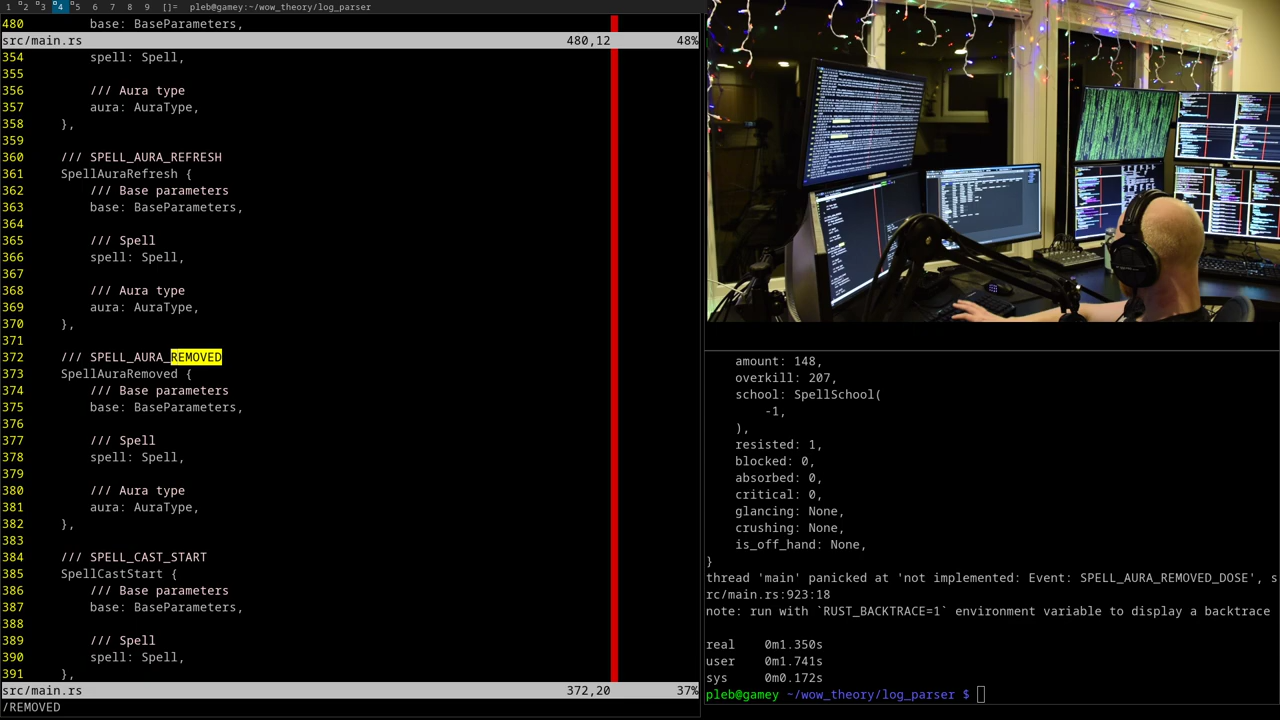 1 2 3 4 5 6 7 8 9 []= pleb@gamey:~/wow_theory/log_parser
480 base: BaseParameters,
src/main.rs 480,12 48%
354 spell: Spell,
355
356 /// Aura type
357 aura: AuraType,
358 },
359
360 /// SPELL_AURA_REFRESH
361 SpellAuraRefresh {
362 /// Base parameters
363 base: BaseParameters,
364
365 /// Spell
366 spell: Spell,
367
368 /// Aura type
369 aura: AuraType,
370 },
371
372 /// SPELL_AURA_REMOVED
373 SpellAuraRemoved {
374 /// Base parameters
375 base: BaseParameters,
376
377 /// Spell
378 spell: Spell,
379
380 /// Aura type
381 aura: AuraType,
382 },
383
384 /// SPELL_CAST_START
385 SpellCastStart {
386 /// Base parameters
387 base: BaseParameters,
388
389 /// Spell
390 spell: Spell,
391 },
src/main.rs 372,20 37%
/REMOVED
amount: 148,
overkill: 207,
school: SpellSchool(
-1,
),
resisted: 1,
blocked: 0,
absorbed: 0,
critical: 0,
glancing: None,
crushing: None,
is_off_hand: None,
}
thread 'main' panicked at 'not implemented: Event: SPELL_AURA_REMOVED_DOSE', s
rc/main.rs:923:18
note: run with `RUST_BACKTRACE=1` environment variable to display a backtrace
real 0m1.350s
user 0m1.741s
sys 0m0.172s
pleb@gamey ~/wow_theory/log_parser $